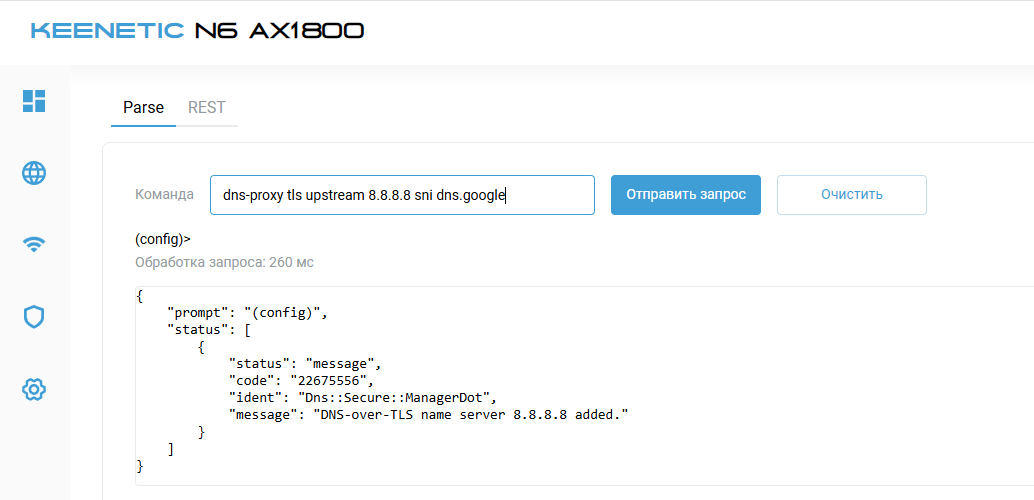 KEENETIC N6 AX1800
Parse REST
Команда dns-proxy tls upstream 8.8.8.8 sni dns.google Отправить запрос Очистить
(config)>
Обработка запроса: 260 мс
{
    "prompt": "(config)",
    "status": [
        {
            "status": "message",
            "code": "22675556",
            "ident": "Dns::Secure::ManagerDot",
            "message": "DNS-over-TLS name server 8.8.8.8 added."
        }
    ]
}